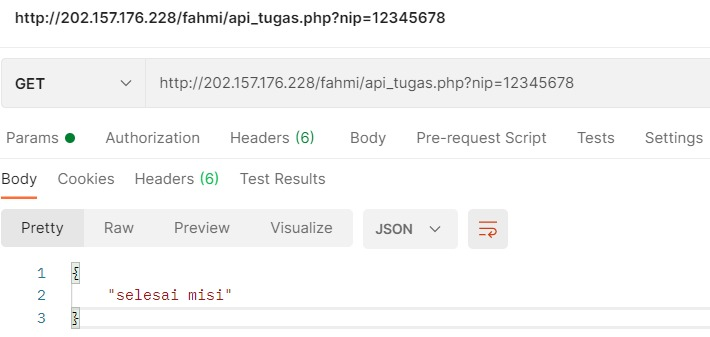 http://202.157.176.228/fahmi/api_tugas.php?nip=12345678
GET http://202.157.176.228/fahmi/api_tugas.php?nip=12345678
Params Authorization Headers (6) Body Pre-request Script Tests Settings
Body Cookies Headers (6) Test Results
Pretty Raw Preview Visualize JSON
1 {
2 "selesai misi"
3 }